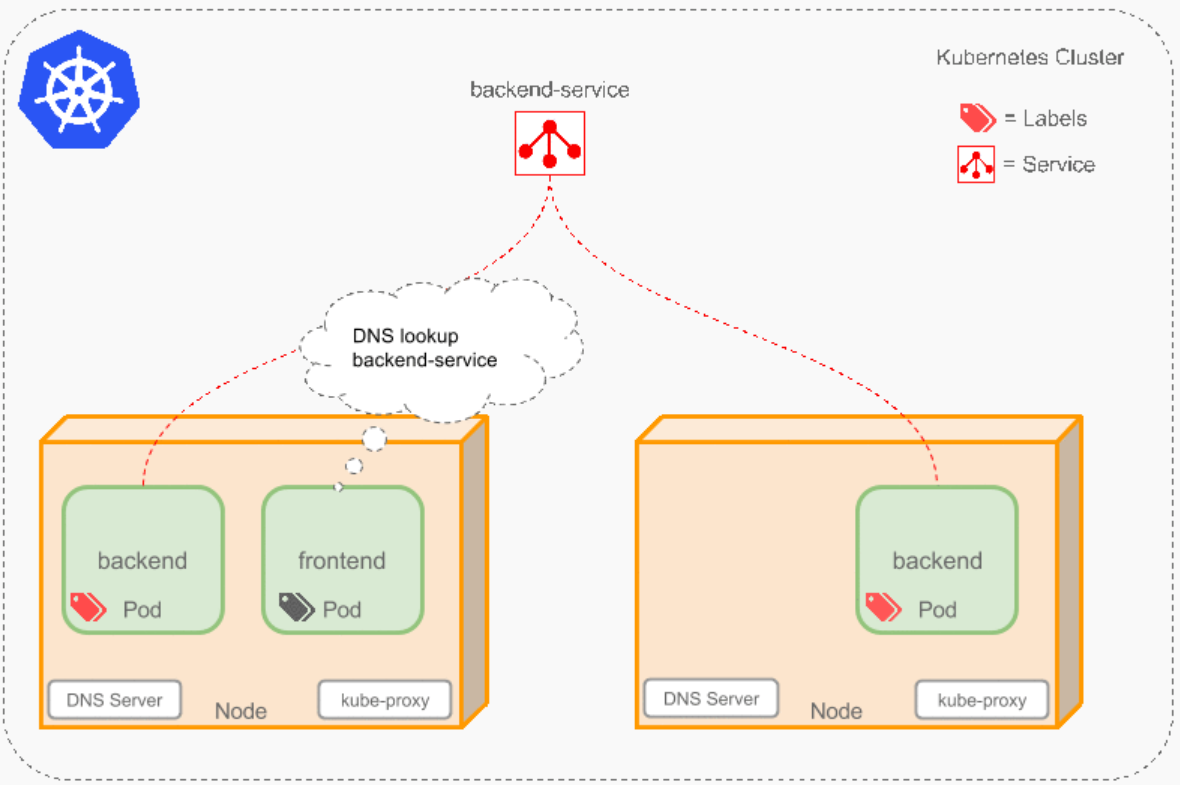 Kubernetes Cluster
= Labels
= Service
backend-service
DNS lookup
backend-service
backend
Pod
frontend
Pod
DNS Server
Node
kube-proxy
backend
Pod
DNS Server
Node
kube-proxy